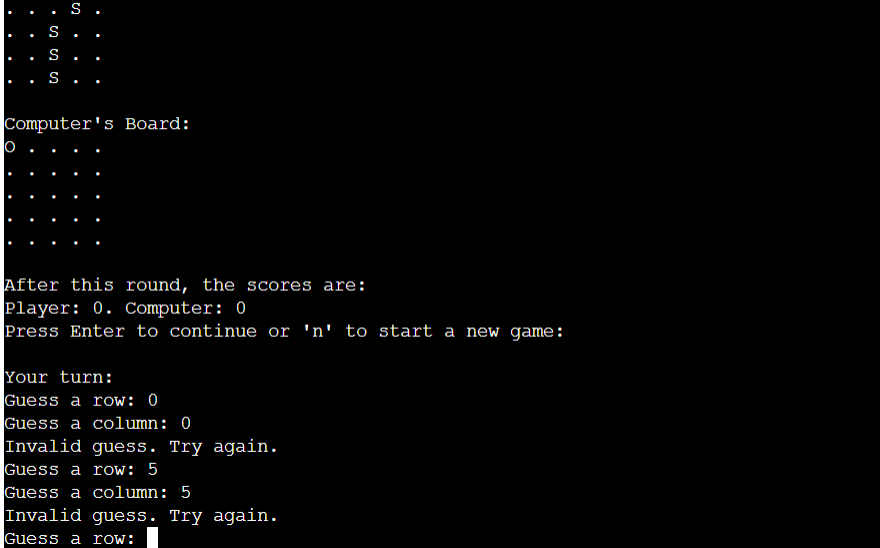 . . . S .
. . S . .
. . S . .
. . S . .
Computer's Board:
O . . . .
. . . . .
. . . . .
. . . . .
. . . . .
After this round, the scores are:
Player: 0. Computer: 0
Press Enter to continue or 'n' to start a new game:
Your turn:
Guess a row: 0
Guess a column: 0
Invalid guess. Try again.
Guess a row: 5
Guess a column: 5
Invalid guess. Try again.
Guess a row: